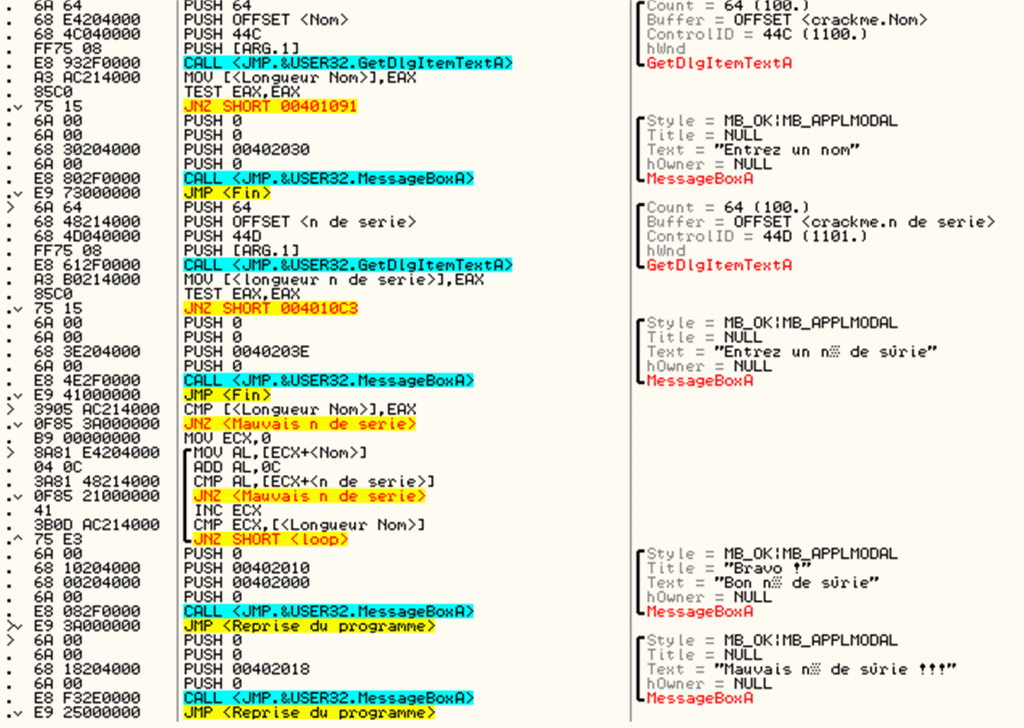 6A 64 PUSH 64 Count = 64 (100.)
68 E4204000 PUSH OFFSET <Nom> Buffer = OFFSET <crackme.Nom>
68 4C040000 PUSH 44C ControlID = 44C (1100.)
FF75 08 PUSH [ARG.1] hWnd
E8 932F0000 CALL <JMP.&USER32.GetDlgItemTextA> GetDlgItemTextA
A3 AC214000 MOV [<Longueur Nom>],EAX
85C0 TEST EAX,EAX
75 15 JNZ SHORT 00401091
6A 00 PUSH 0 Style = MB_OK|MB_APPLMODAL
6A 00 PUSH 0 Title = NULL
68 30204000 PUSH 00402030 Text = "Entrez un nom"
6A 00 PUSH 0 hOwner = NULL
E8 802F0000 CALL <JMP.&USER32.MessageBoxA> MessageBoxA
E9 73000000 JMP <Fin>
6A 64 PUSH 64 Count = 64 (100.)
68 48214000 PUSH OFFSET <n de serie> Buffer = OFFSET <crackme.n de serie>
68 4D040000 PUSH 44D ControlID = 44D (1101.)
FF75 08 PUSH [ARG.1] hWnd
E8 612F0000 CALL <JMP.&USER32.GetDlgItemTextA> GetDlgItemTextA
A3 B0214000 MOV [<longueur n de serie>],EAX
85C0 TEST EAX,EAX
75 15 JNZ SHORT 004010C3
6A 00 PUSH 0 Style = MB_OK|MB_APPLMODAL
6A 00 PUSH 0 Title = NULL
68 3E204000 PUSH 0040203E Text = "Entrez un n▒ de súrie"
6A 00 PUSH 0 hOwner = NULL
E8 4E2F0000 CALL <JMP.&USER32.MessageBoxA> MessageBoxA
E9 41000000 JMP <Fin>
3905 AC214000 CMP [<Longueur Nom>],EAX
0F85 3A000000 JNZ <Mauvais n de serie>
B9 00000000 MOV ECX,0
8A81 E4204000 MOV AL,[ECX+<Nom>]
04 0C ADD AL,0C
3A81 48214000 CMP AL,[ECX+<n de serie>]
0F85 21000000 JNZ <Mauvais n de serie>
41 INC ECX
3B0D AC214000 CMP ECX,[<Longueur Nom>]
75 E3 JNZ SHORT <loop>
6A 00 PUSH 0 Style = MB_OK|MB_APPLMODAL
68 10204000 PUSH 00402010 Title = "Bravo !"
68 00204000 PUSH 00402000 Text = "Bon n▒ de súrie"
6A 00 PUSH 0 hOwner = NULL
E8 082F0000 CALL <JMP.&USER32.MessageBoxA> MessageBoxA
E9 3A000000 JMP <Reprise du programme>
6A 00 PUSH 0 Style = MB_OK|MB_APPLMODAL
6A 00 PUSH 0 Title = NULL
68 18204000 PUSH 00402018 Text = "Mauvais n▒ de súrie !!!"
6A 00 PUSH 0 hOwner = NULL
E8 F32E0000 CALL <JMP.&USER32.MessageBoxA> MessageBoxA
E9 25000000 JMP <Reprise du programme>